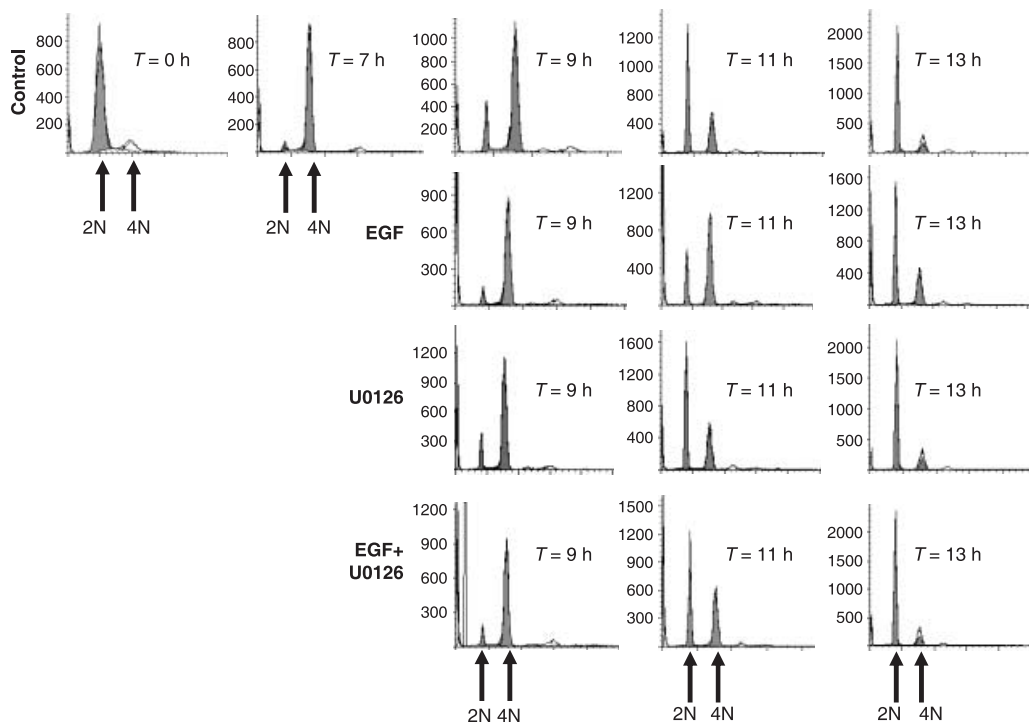 Control
800
600
400
200
T = 0 h
2N
4N
800
600
400
200
T = 7 h
2N
4N
1000
800
600
400
200
T = 9 h
1200
800
400
T = 11 h
2000
1500
1000
500
T = 13 h
EGF
900
600
300
T = 9 h
1200
800
400
T = 11 h
1600
1200
800
400
T = 13 h
U0126
1200
900
600
300
T = 9 h
1600
1200
800
400
T = 11 h
2000
1500
1000
500
T = 13 h
EGF+
U0126
1200
900
600
300
T = 9 h
1500
1200
900
600
300
T = 11 h
2000
1500
1000
500
T = 13 h
2N 4N
2N 4N
2N 4N